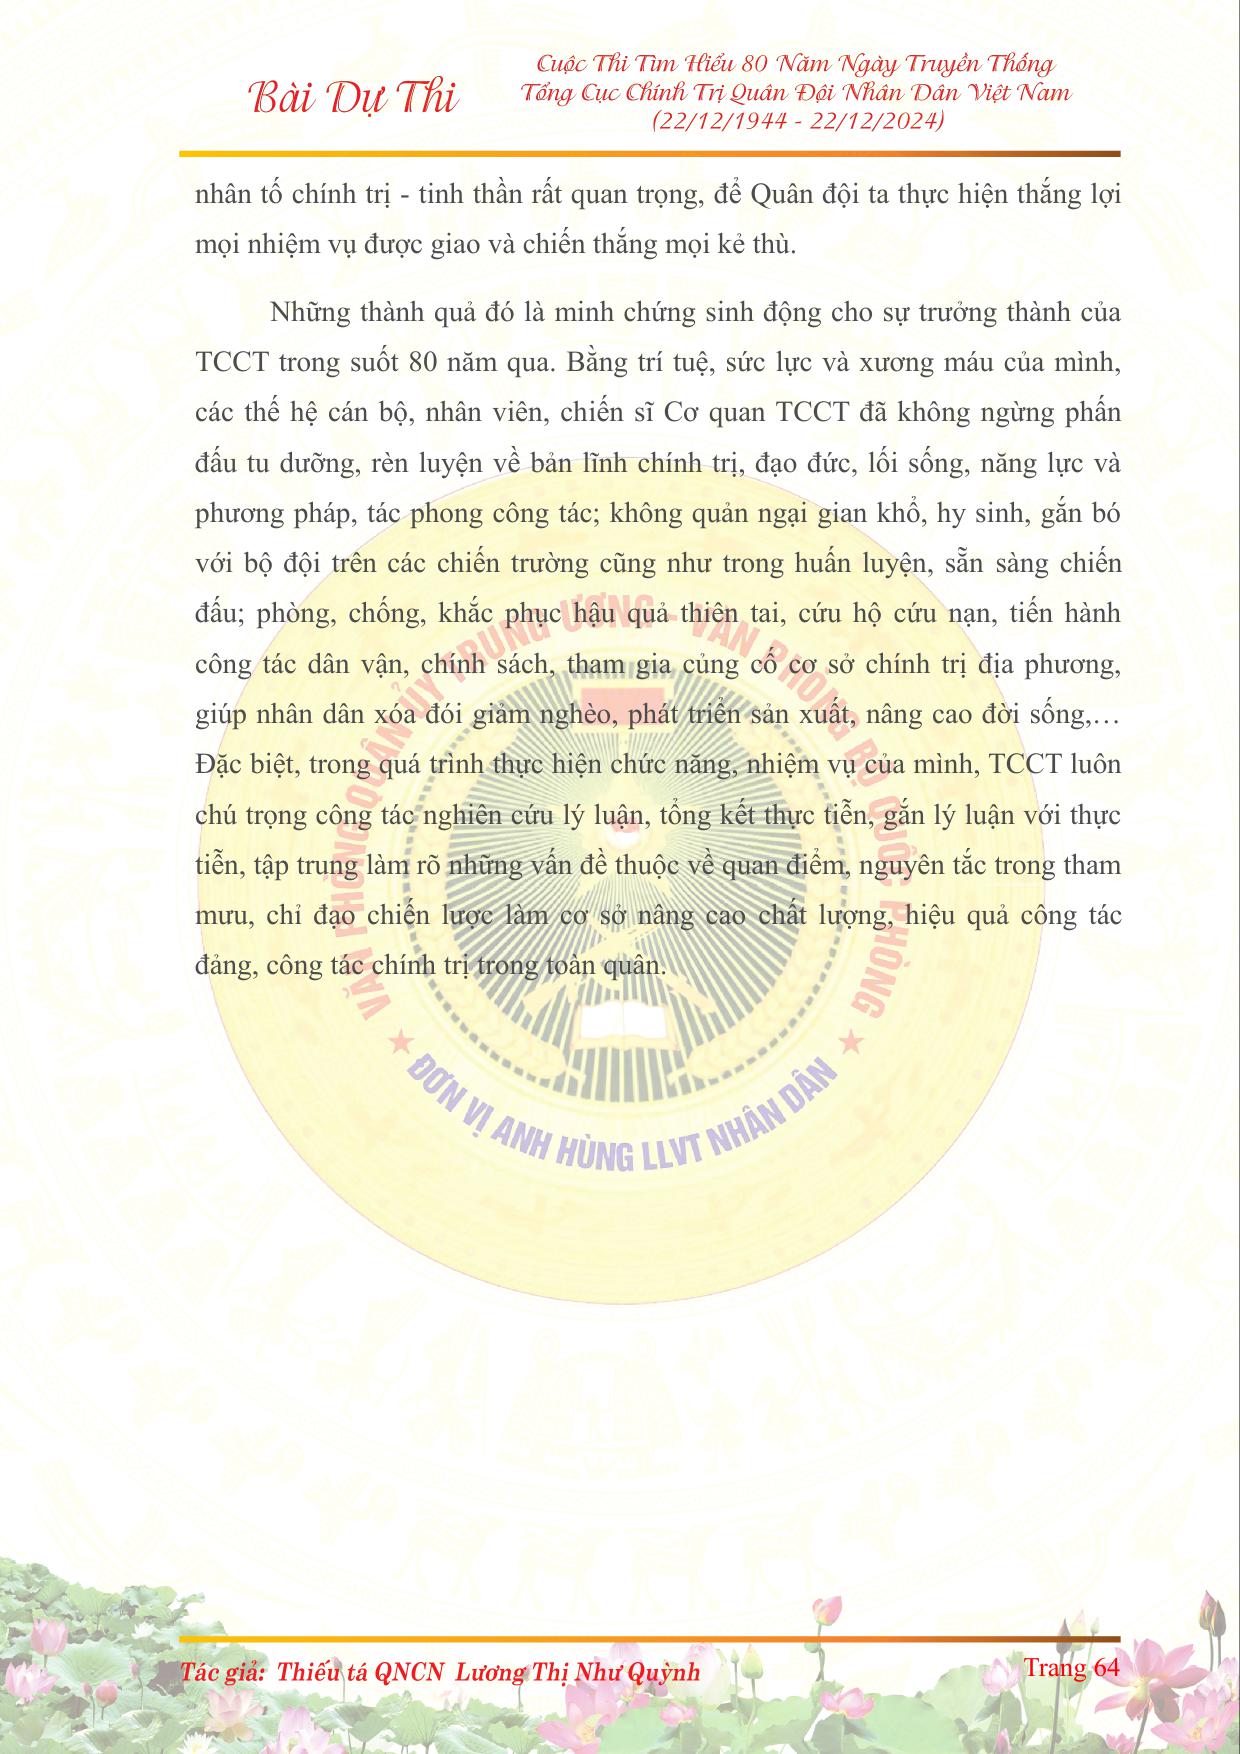 Bài Dự Thi
Cuộc Thi Tìm Hiểu 80 Năm Ngày Truyền Thống
Tổng Cục Chính Trị Quân Đội Nhân Dân Việt Nam
(22/12/1944 - 22/12/2024)
nhân tố chính trị - tinh thần rất quan trọng, để Quân đội ta thực hiện thắng lợi
mọi nhiệm vụ được giao và chiến thắng mọi kẻ thù.
Những thành quả đó là minh chứng sinh động cho sự trưởng thành của
TCCT trong suốt 80 năm qua. Bằng trí tuệ, sức lực và xương máu của mình,
các thế hệ cán bộ, nhân viên, chiến sĩ Cơ quan TCCT đã không ngừng phấn
đấu tu dưỡng, rèn luyện về bản lĩnh chính trị, đạo đức, lối sống, năng lực và
phương pháp, tác phong công tác; không quản ngại gian khổ, hy sinh, gắn bó
với bộ đội trên các chiến trường cũng như trong huấn luyện, sẵn sàng chiến
đấu; phòng, chống, khắc phục hậu quả thiên tai, cứu hộ cứu nạn, tiến hành
công tác dân vận, chính sách, tham gia củng cố cơ sở chính trị địa phương,
giúp nhân dân xóa đói giảm nghèo, phát triển sản xuất, nâng cao đời sống,…
Đặc biệt, trong quá trình thực hiện chức năng, nhiệm vụ của mình, TCCT luôn
chú trọng công tác nghiên cứu lý luận, tổng kết thực tiễn, gắn lý luận với thực
tiễn, tập trung làm rõ những vấn đề thuộc về quan điểm, nguyên tắc trong tham
mưu, chỉ đạo chiến lược làm cơ sở nâng cao chất lượng, hiệu quả công tác
đảng, công tác chính trị trong toàn quân.
VĂN PHÒNG QUÂN ỦY TRUNG ƯƠNG - VĂN PHÒNG BỘ QUỐC PHÒNG
ĐƠN VỊ ANH HÙNG LLVT NHÂN DÂN
Tác giả: Thiếu tá QNCN Lương Thị Như Quỳnh
Trang 64